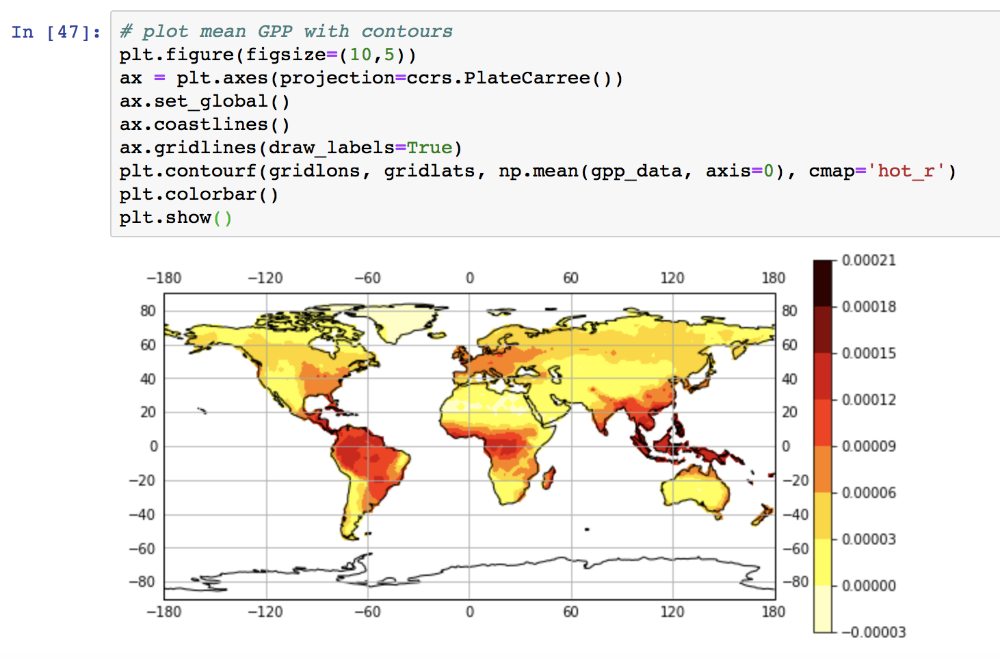 In [47]:
# plot mean GPP with contours
plt.figure(figsize=(10,5))
ax = plt.axes(projection=ccrs.PlateCarree())
ax.set_global()
ax.coastlines()
ax.gridlines(draw_labels=True)
plt.contourf(gridlons, gridlats, np.mean(gpp_data, axis=0), cmap='hot_r')
plt.colorbar()
plt.show()
−180 −120 −60 0 60 120 180
80 80
60 60
40 40
20 20
0 0
−20 −20
−40 −40
−60 −60
−80 −80
−180 −120 −60 0 60 120 180
0.00021
0.00018
0.00015
0.00012
0.00009
0.00006
0.00003
0.00000
−0.00003